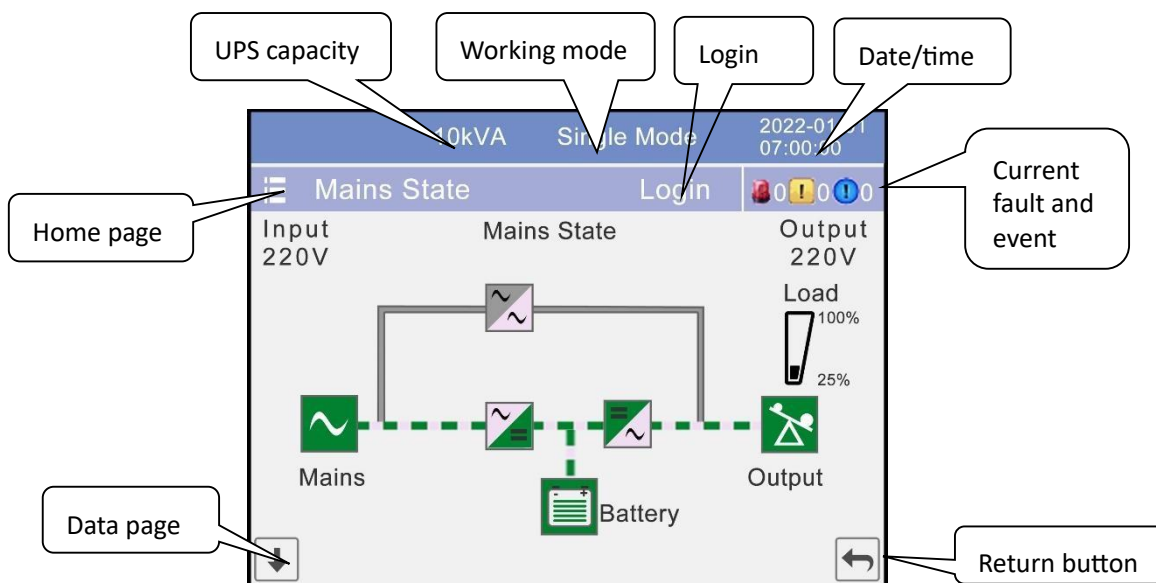 UPS capacity
Working mode
Login
Date/time
10kVA
Single Mode
2022-01-31
07:00:00
Mains State
Login
0
0
0
Current
fault and
event
Home page
Input
220V
Mains State
Output
220V
Load
100%
25%
Mains
Output
Battery
Data page
Return button